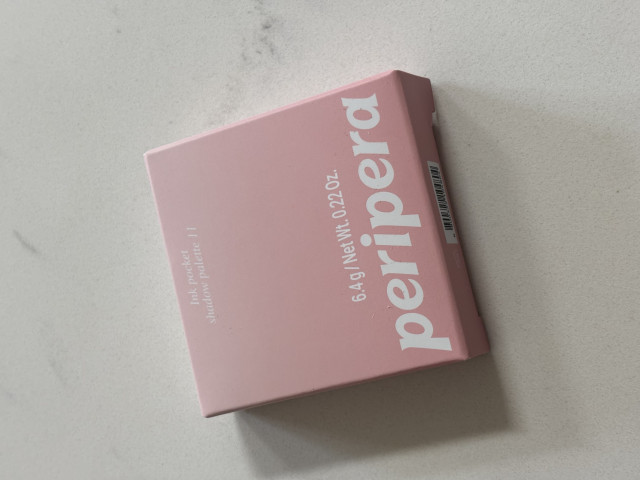 Ink pocket
shadow palette 11
6.4 g / Net Wt. 0.22 Oz.
peripera